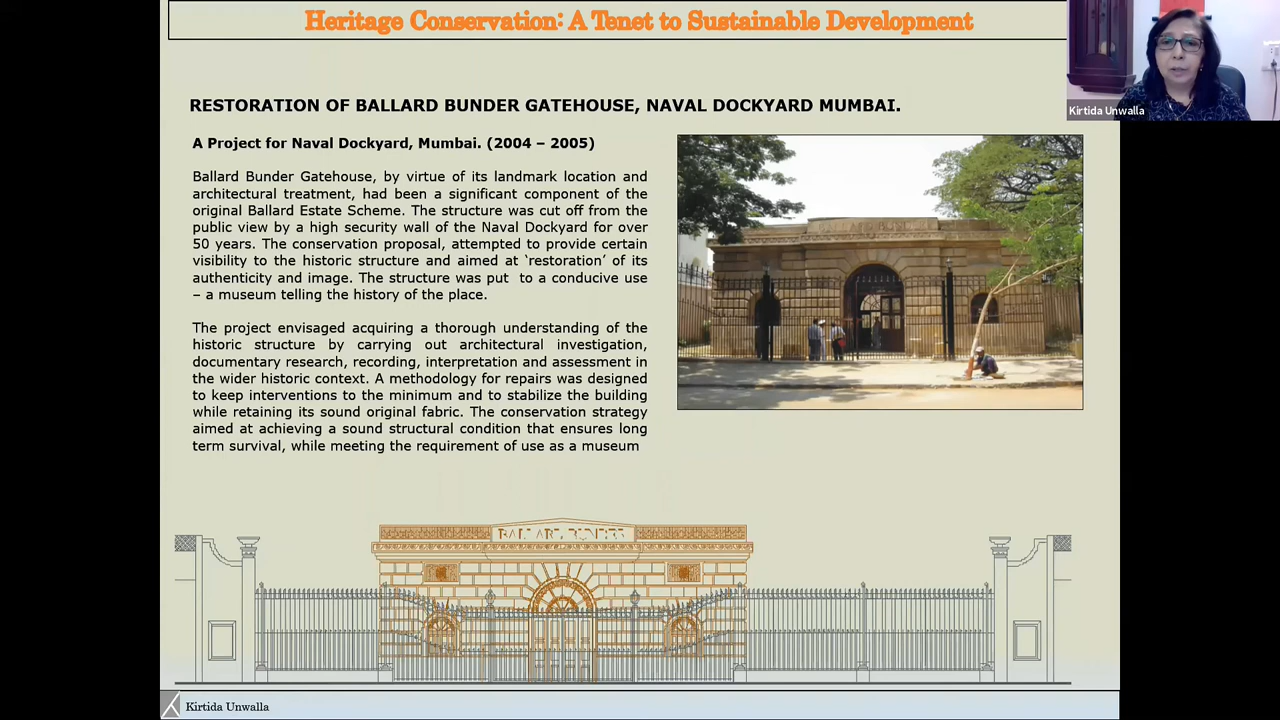 Heritage Conservation: A Tenet to Sustainable Development
Kirtida Unwalla
RESTORATION OF BALLARD BUNDER GATEHOUSE, NAVAL DOCKYARD MUMBAI.
A Project for Naval Dockyard, Mumbai. (2004 – 2005)
Ballard Bunder Gatehouse, by virtue of its landmark location and
architectural treatment, had been a significant component of the
original Ballard Estate Scheme. The structure was cut off from the
public view by a high security wall of the Naval Dockyard for over
50 years. The conservation proposal, attempted to provide certain
visibility to the historic structure and aimed at ‘restoration’ of its
authenticity and image. The structure was put to a conducive use
– a museum telling the history of the place.
The project envisaged acquiring a thorough understanding of the
historic structure by carrying out architectural investigation,
documentary research, recording, interpretation and assessment in
the wider historic context. A methodology for repairs was designed
to keep interventions to the minimum and to stabilize the building
while retaining its sound original fabric. The conservation strategy
aimed at achieving a sound structural condition that ensures long
term survival, while meeting the requirement of use as a museum
BALLARD BUNDER
BALLARD BUNDER
Kirtida Unwalla